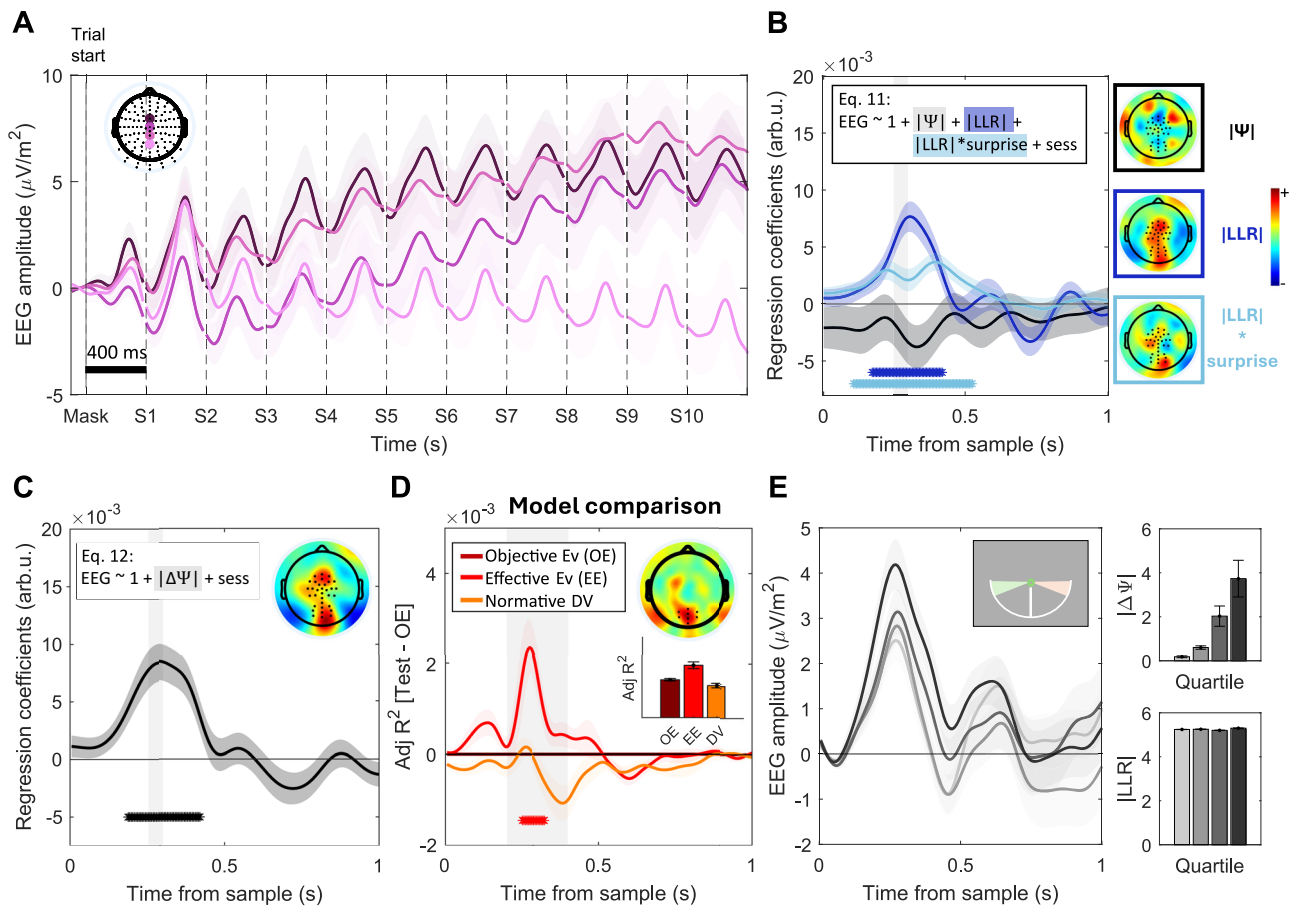 A
Trial
start
EEG amplitude (μV/m²)
10
5
0
-5
400 ms
Mask S1 S2 S3 S4 S5 S6 S7 S8 S9 S10
Time (s)
B
×10⁻³
Regression coefficients (arb.u.)
20
15
10
5
0
-5
Eq. 11:
EEG ~ 1 + |Ψ| + |LLR| +
|LLR|*surprise + sess
0 0.5 1
Time from sample (s)
|Ψ|
|LLR|
|LLR|
*
surprise
+
-
C
×10⁻³
Regression coefficients (arb.u.)
20
15
10
5
0
-5
Eq. 12:
EEG ~ 1 + |ΔΨ| + sess
0 0.5 1
Time from sample (s)
D
Model comparison
×10⁻³
Adj R² [Test - OE]
4
2
0
-2
Objective Ev (OE)
Effective Ev (EE)
Normative DV
Adj R²
OE EE DV
0 0.5 1
Time from sample (s)
E
EEG amplitude (μV/m²)
5
4
3
2
1
0
-1
-2
0 0.5 1
Time from sample (s)
|ΔΨ|
6
4
2
0
Quartile
|LLR|
6
4
2
0
Quartile